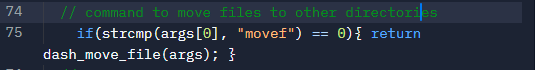 74 // command to move files to other directories
75 if(strcmp(args[0], "movef") == 0){ return
dash_move_file(args); }